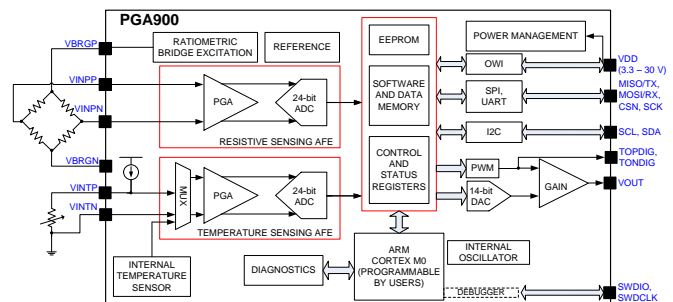 PGA900
VBRGP
RATIOMETRIC
BRIDGE EXCITATION
REFERENCE
EEPROM
POWER MANAGEMENT
VINPP
VINPN
PGA
24-bit
ADC
RESISTIVE SENSING AFE
SOFTWARE
AND DATA
MEMORY
OWI
VDD
(3.3 – 30 V)
SPI,
UART
MISO/TX,
MOSI/RX,
CSN, SCK
I2C
SCL, SDA
VBRGN
VINTP
VINTN
MUX
PGA
24-bit
ADC
TEMPERATURE SENSING AFE
CONTROL
AND
STATUS
REGISTERS
PWM
14-bit
DAC
GAIN
TOPDIG,
TONDIG
VOUT
INTERNAL
TEMPERATURE
SENSOR
DIAGNOSTICS
ARM
CORTEX M0
(PROGRAMMABLE
BY USERS)
INTERNAL
OSCILLATOR
DEBUGGER
SWDIO,
SWDCLK